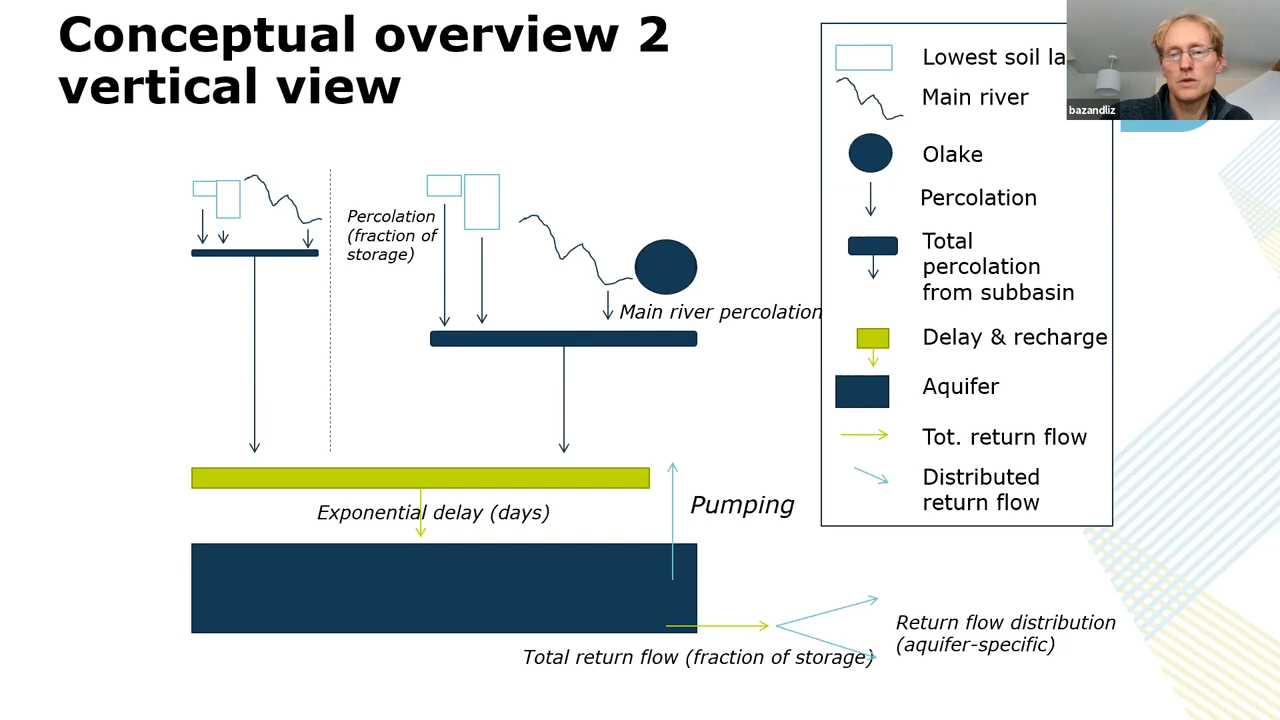 Conceptual overview 2
vertical view
Percolation
(fraction of
storage)
Main river percolation
Exponential delay (days)
Pumping
Total return flow (fraction of storage)
Return flow distribution
(aquifer-specific)
Lowest soil la
Main river
Olake
Percolation
Total
percolation
from subbasin
Delay & recharge
Aquifer
Tot. return flow
Distributed
return flow
bazandliz